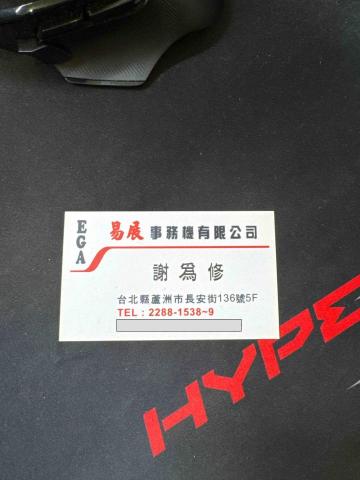 EGA
易展 事務機有限公司
謝為修
台北縣蘆洲市長安街136號5F
TEL：2288-1538~9
HYPE